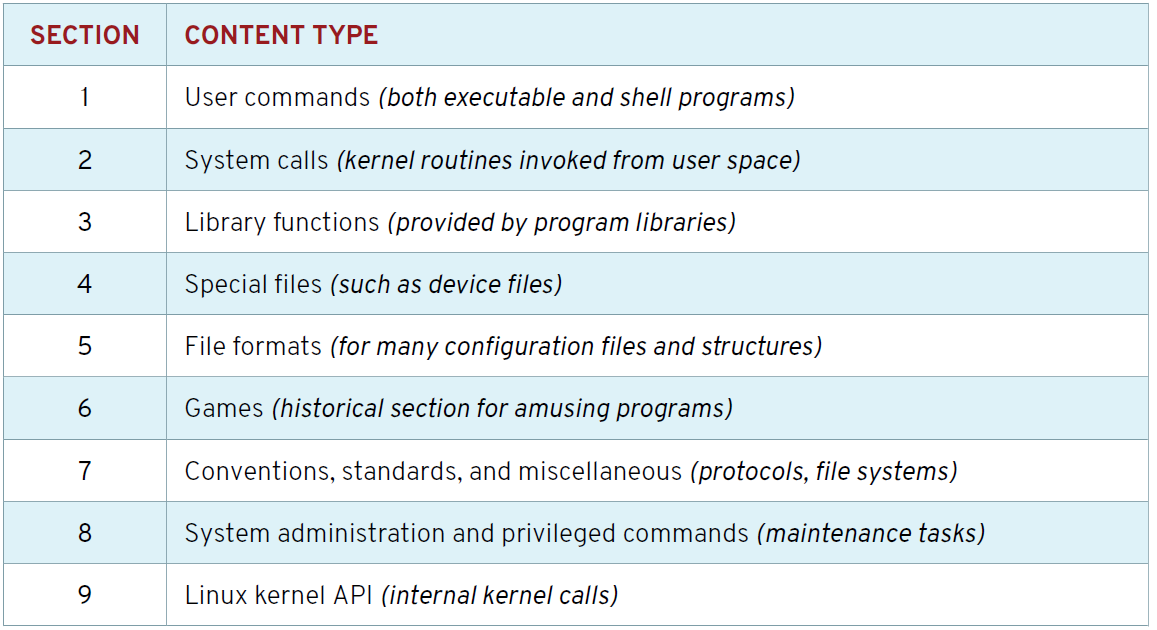 SECTION CONTENT TYPE
1 User commands (both executable and shell programs)
2 System calls (kernel routines invoked from user space)
3 Library functions (provided by program libraries)
4 Special files (such as device files)
5 File formats (for many configuration files and structures)
6 Games (historical section for amusing programs)
7 Conventions, standards, and miscellaneous (protocols, file systems)
8 System administration and privileged commands (maintenance tasks)
9 Linux kernel API (internal kernel calls)